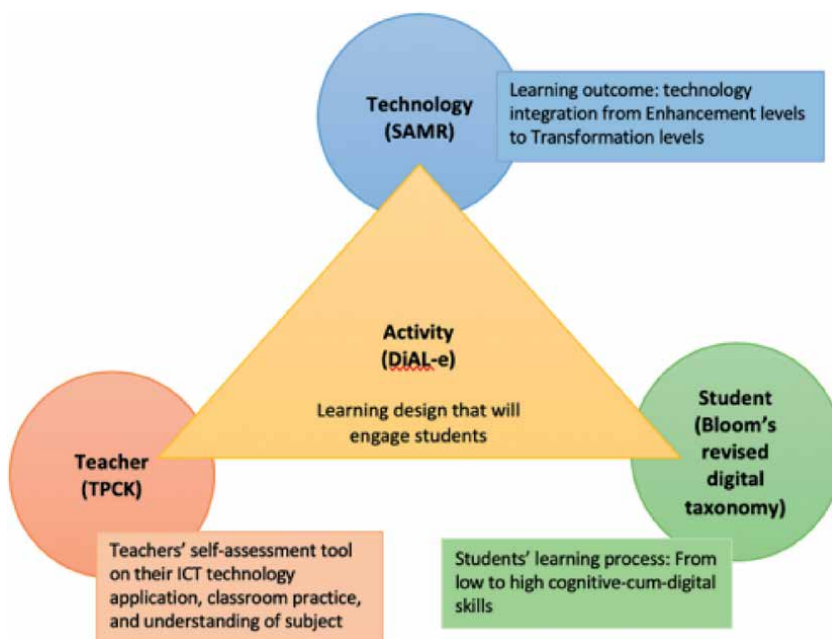 Technology
(SAMR)
Learning outcome: technology
integration from Enhancement levels
to Transformation levels
Activity
(DiAL-e)
Learning design that will
engage students
Teacher
(TPCK)
Teachers’ self-assessment tool
on their ICT technology
application, classroom practice,
and understanding of subject
Student
(Bloom’s
revised
digital
taxonomy)
Students’ learning process: From
low to high cognitive-cum-digital
skills